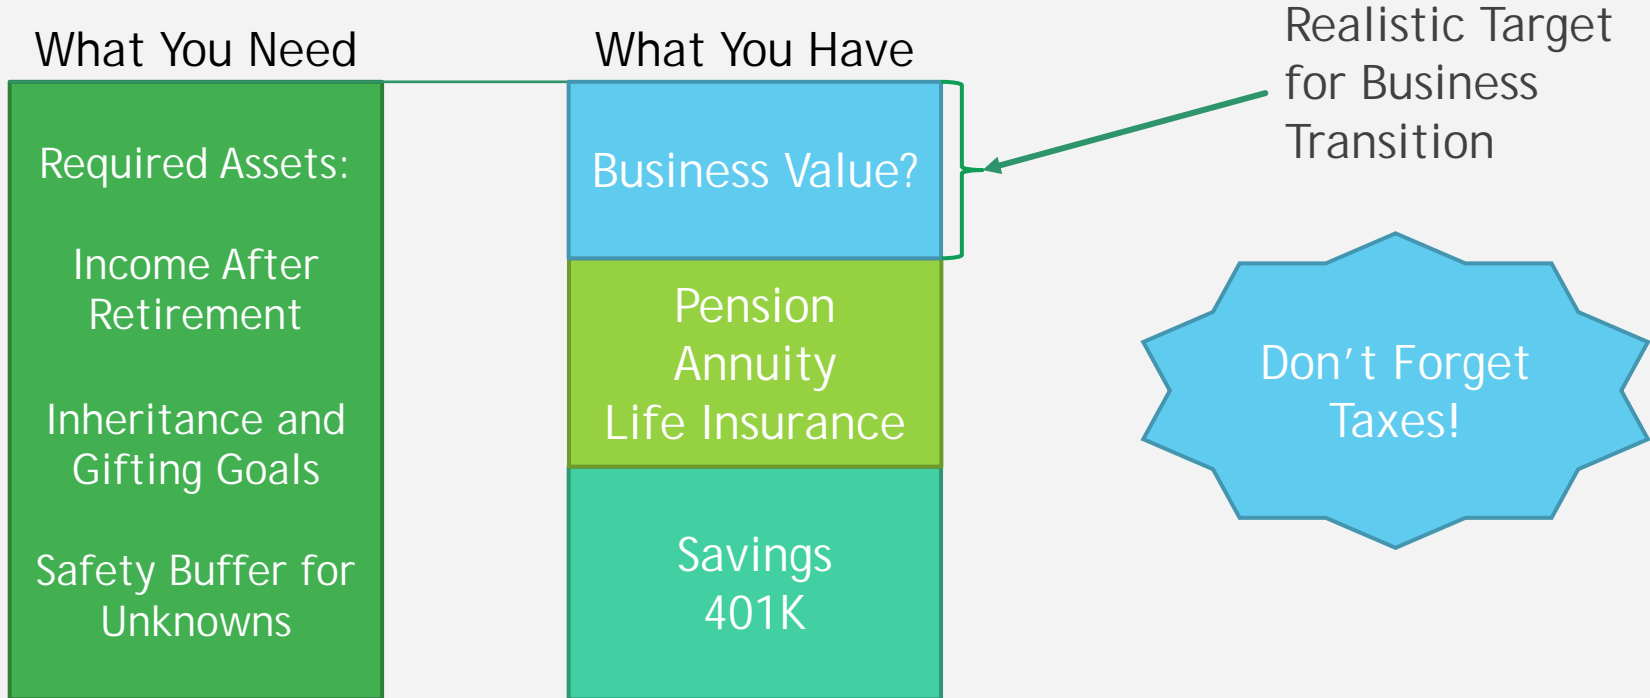 What You Need
Required Assets:
Income After
Retirement
Inheritance and
Gifting Goals
Safety Buffer for
Unknowns
What You Have
Business Value?
Pension
Annuity
Life Insurance
Savings
401K
Realistic Target
for Business
Transition
Don’t Forget
Taxes!